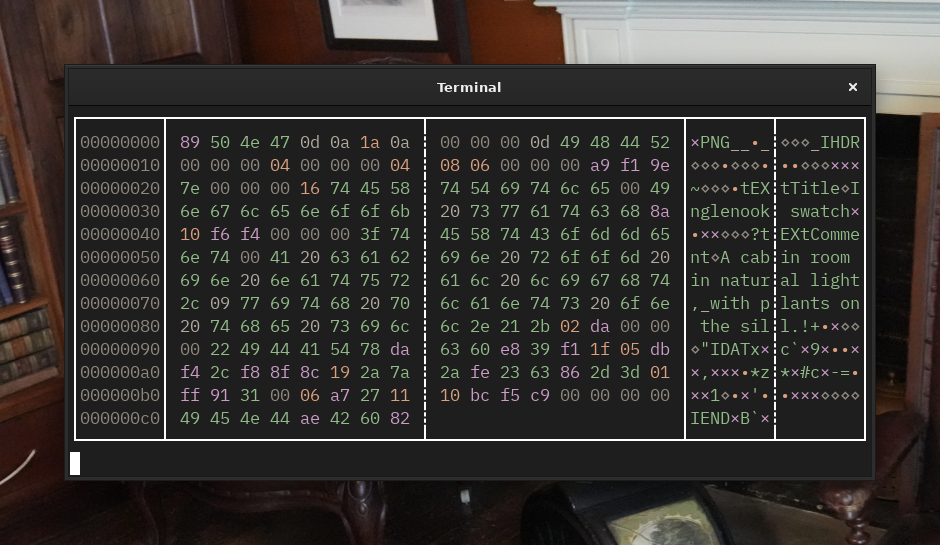 Terminal ×
00000000 89 50 4e 47 0d 0a 1a 0a 00 00 00 0d 49 48 44 52 ×PNG__•_ ⋄⋄⋄_IHDR
00000010 00 00 00 04 00 00 00 04 08 06 00 00 00 a9 f1 9e ⋄⋄⋄•⋄⋄⋄• ••⋄⋄⋄×××
00000020 7e 00 00 00 16 74 45 58 74 54 69 74 6c 65 00 49 ~⋄⋄⋄•tEX tTitle⋄I
00000030 6e 67 6c 65 6e 6f 6f 6b 20 73 77 61 74 63 68 8a nglenook swatch×
00000040 10 f6 f4 00 00 00 3f 74 45 58 74 43 6f 6d 6d 65 •××⋄⋄⋄?t EXtComme
00000050 6e 74 00 41 20 63 61 62 69 6e 20 72 6f 6f 6d 20 nt⋄A cab in room
00000060 69 6e 20 6e 61 74 75 72 61 6c 20 6c 69 67 68 74 in natur al light
00000070 2c 09 77 69 74 68 20 70 6c 61 6e 74 73 20 6f 6e ,_with p lants on
00000080 20 74 68 65 20 73 69 6c 6c 2e 21 2b 02 da 00 00 the sil l.!+•×⋄⋄
00000090 00 22 49 44 41 54 78 da 63 60 e8 39 f1 1f 05 db ⋄"IDATx× c`×9×••×
000000a0 f4 2c f8 8f 8c 19 2a 7a 2a fe 23 63 86 2d 3d 01 ×,×××•*z *×#c×-=•
000000b0 ff 91 31 00 06 a7 27 11 10 bc f5 c9 00 00 00 00 ××1⋄•×'• •×××⋄⋄⋄⋄
000000c0 49 45 4e 44 ae 42 60 82 IEND×B`×